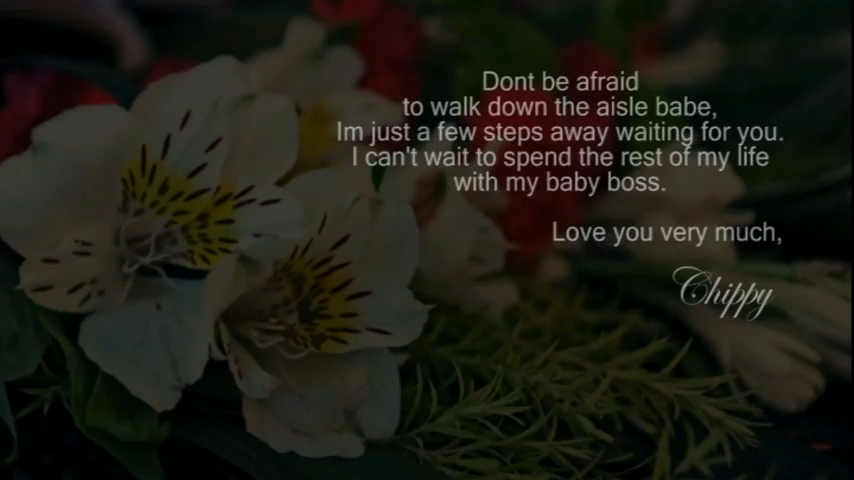 Dont be afraid
to walk down the aisle babe,
Im just a few steps away waiting for you.
I can't wait to spend the rest of my life
with my baby boss.
Love you very much,
Chippy